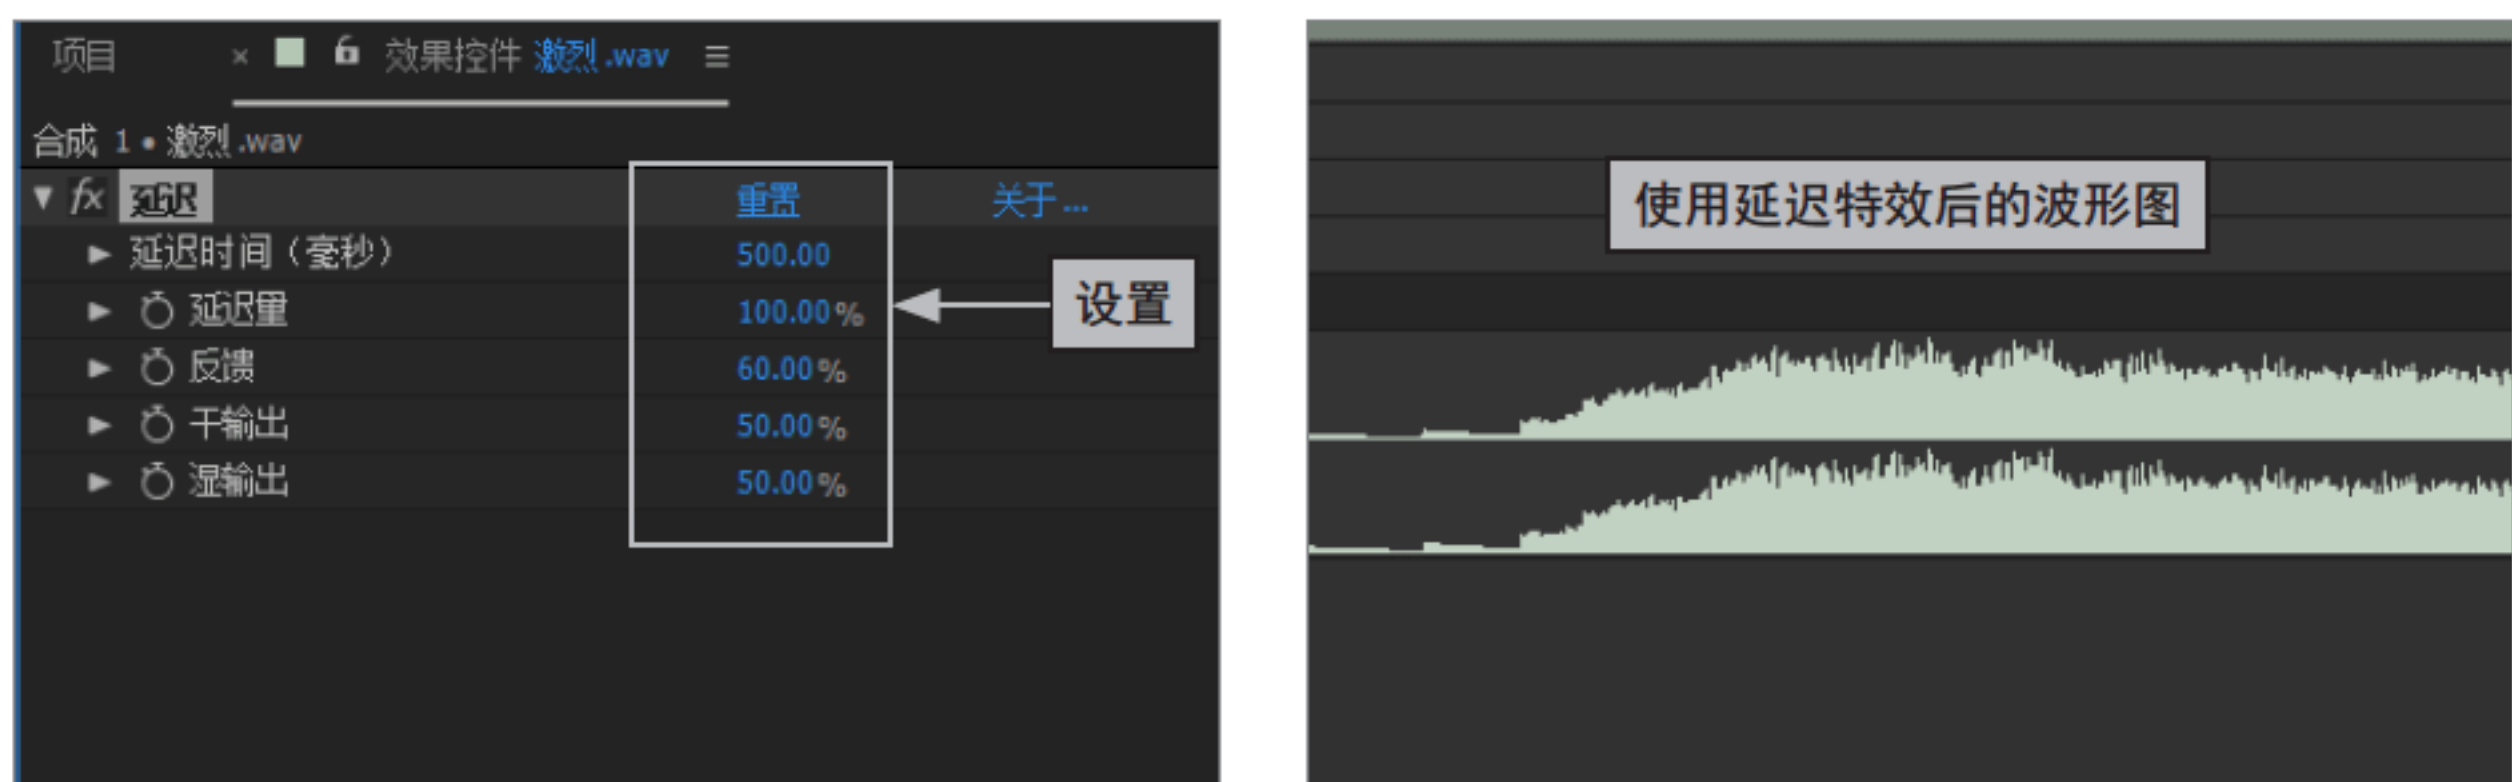 项目 × 效果控件 激烈.wav ≡
合成 1 • 激烈.wav
fx 延迟 重置 关于...
延迟时间（毫秒） 500.00
延迟量 100.00%
反馈 60.00%
干输出 50.00%
湿输出 50.00%
设置
使用延迟特效后的波形图